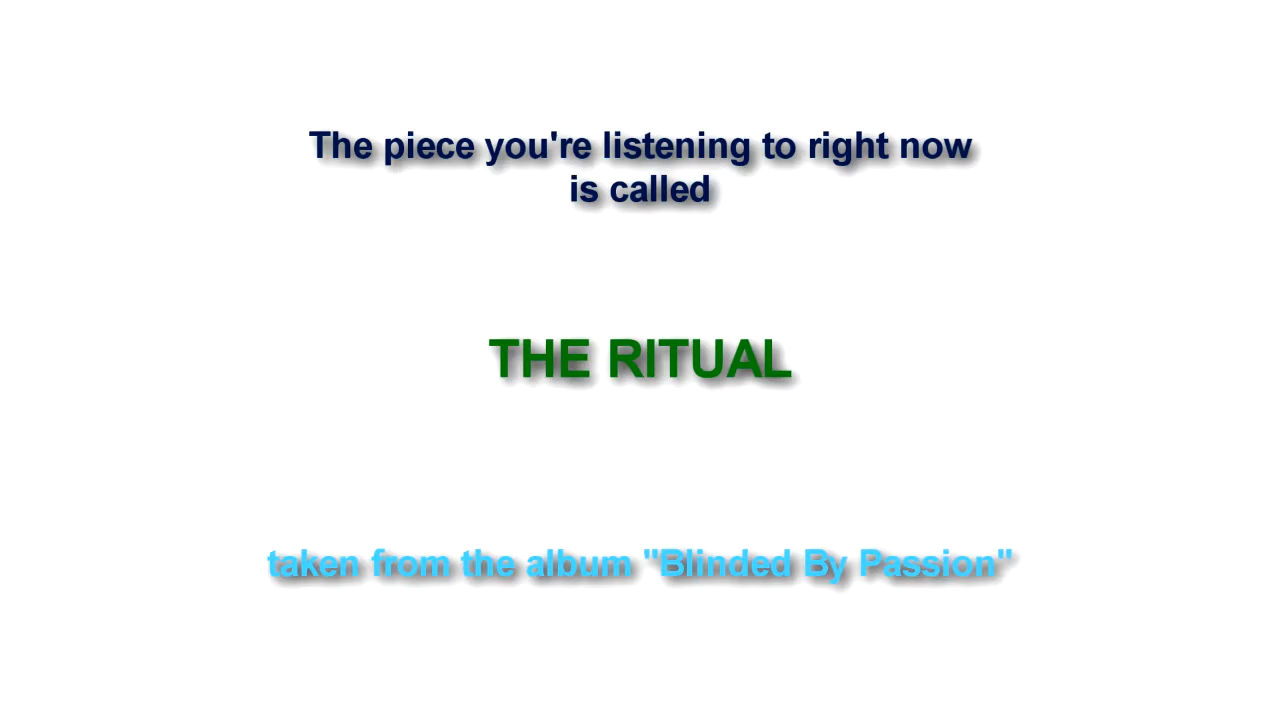 The piece you're listening to right now
is called
THE RITUAL
taken from the album "Blinded By Passion"